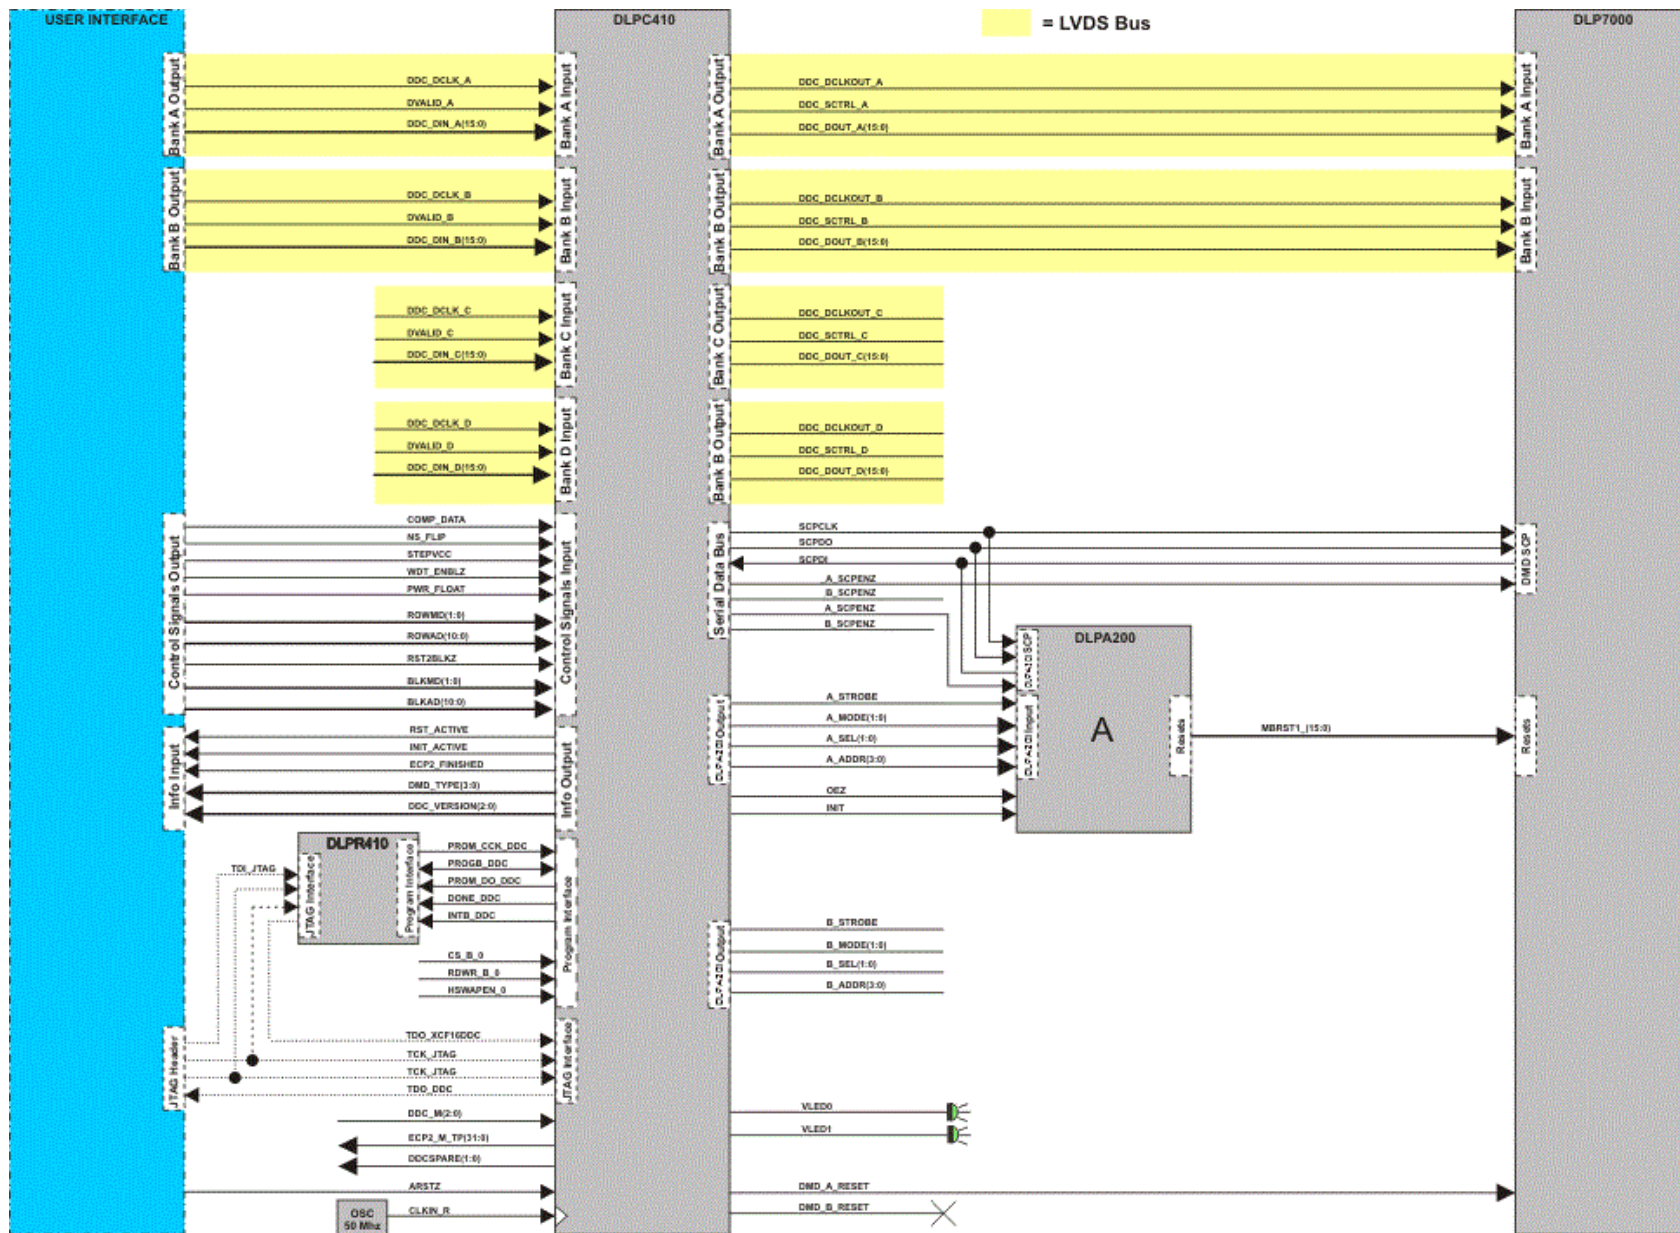 USER INTERFACE
DLPC410
= LVDS Bus
DLP7000
Bank A Output
DDC_DCLK_A
DVALID_A
DDC_DIN_A(15:0)
Bank A Input
Bank A Output
DDC_DCLKOUT_A
DDC_SCTRL_A
DDC_DOUT_A(15:0)
Bank A Input
Bank B Output
DDC_DCLK_B
DVALID_B
DDC_DIN_B(15:0)
Bank B Input
Bank B Output
DDC_DCLKOUT_B
DDC_SCTRL_B
DDC_DOUT_B(15:0)
Bank B Input
DDC_DCLK_C
DVALID_C
DDC_DIN_C(15:0)
Bank C Input
Bank C Output
DDC_DCLKOUT_C
DDC_SCTRL_C
DDC_DOUT_C(15:0)
DDC_DCLK_D
DVALID_D
DDC_DIN_D(15:0)
Bank D Input
Bank B Output
DDC_DCLKOUT_D
DDC_SCTRL_D
DDC_DOUT_D(15:0)
Control Signals Output
COMP_DATA
NS_FLIP
STEPVCC
WDT_ENBLZ
PWR_FLOAT
ROWMD(1:0)
ROWAD(10:0)
RST2BLKZ
BLKMD(1:0)
BLKAD(10:0)
Control Signals Input
Serial Data Bus
SCPCLK
SCPDO
SCPDI
A_SCPENZ
B_SCPENZ
A_SCPENZ
B_SCPENZ
DMD SCP
DLPA200
DLPA200 SCP
A
DLPA200 Output
A_STROBE
A_MODE(1:0)
A_SEL(1:0)
A_ADDR(3:0)
OEZ
INIT
DLPA200 Input
Resets
MBRST1_(15:0)
Resets
Info Input
RST_ACTIVE
INIT_ACTIVE
ECP2_FINISHED
DMD_TYPE(3:0)
DDC_VERSION(2:0)
Info Output
DLPR410
JTAG Interface
Program Interface
TDI_JTAG
PROM_CCK_DDC
PROGB_DDC
PROM_DO_DDC
DONE_DDC
INTB_DDC
CS_B_0
RDWR_B_0
HSWAPEN_0
Program Interface
DLPA200 Output
B_STROBE
B_MODE(1:0)
B_SEL(1:0)
B_ADDR(3:0)
JTAG Header
TDO_XCF16DDC
TCK_JTAG
TCK_JTAG
TDO_DDC
JTAG Interface
DDC_M(2:0)
ECP2_M_TP(31:0)
DDCSPARE(1:0)
ARSTZ
OSC
50 Mhz
CLKIN_R
VLED0
VLED1
DMD_A_RESET
DMD_B_RESET